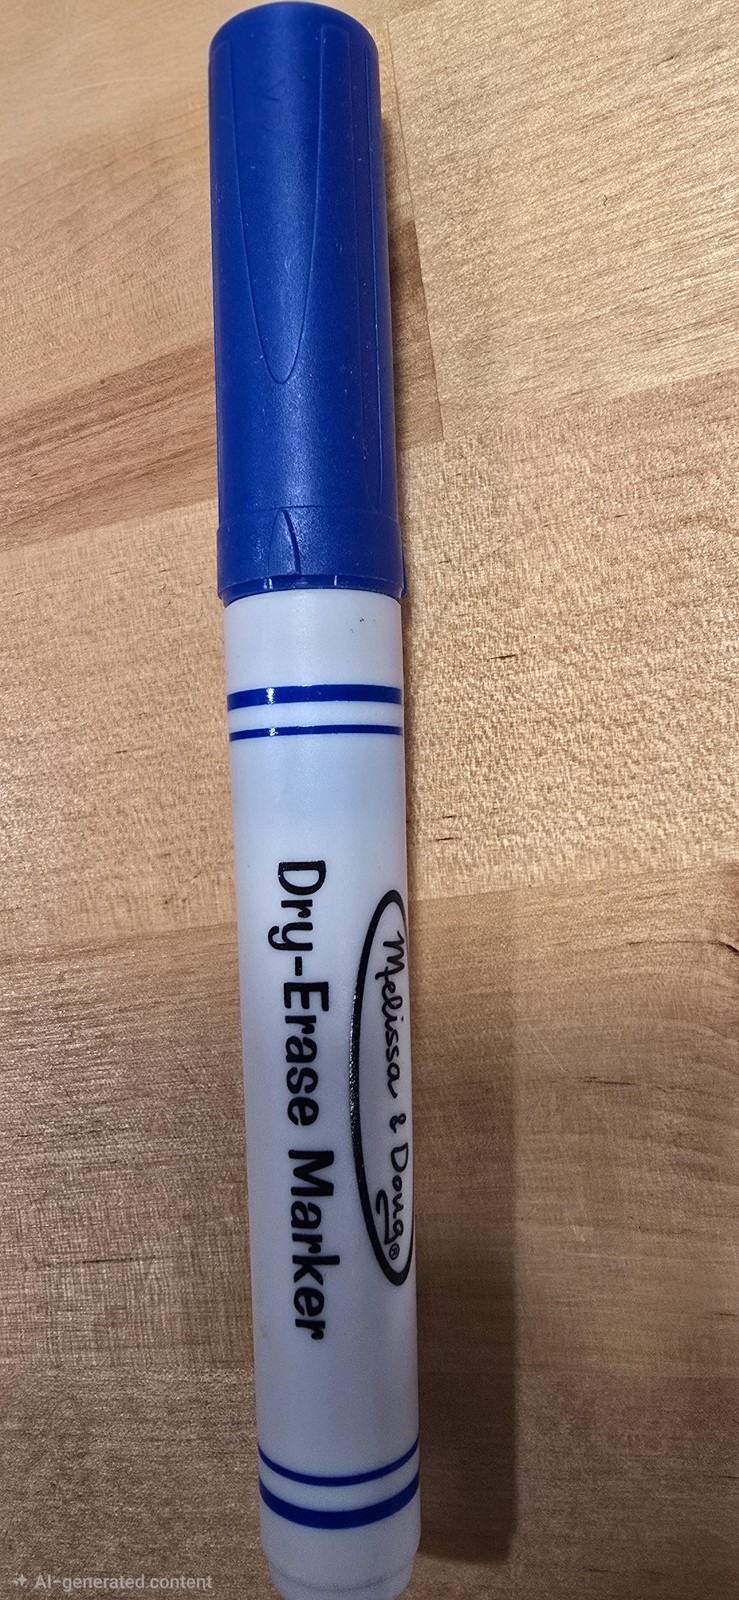 Melissa & Doug®
Dry-Erase Marker
AI-generated content